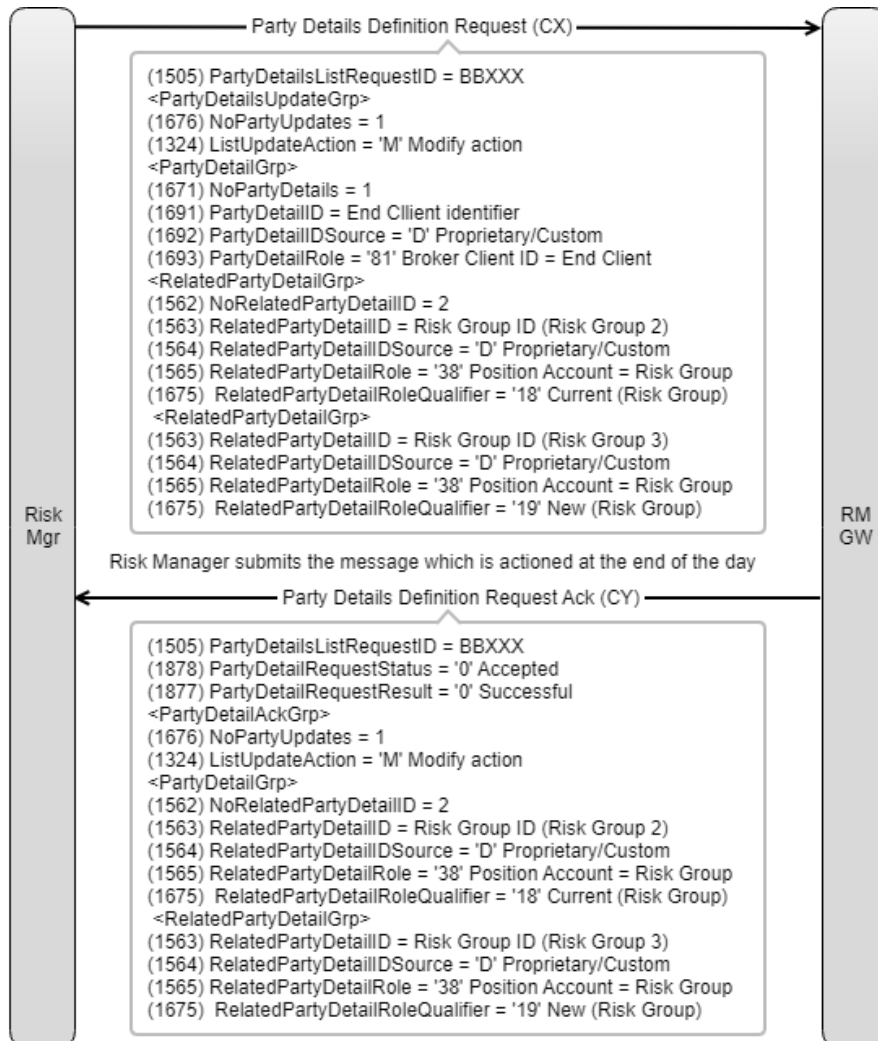 Party Details Definition Request (CX)
(1505) PartyDetailsListRequestID = BBXXX
<PartyDetailsUpdateGrp>
(1676) NoPartyUpdates = 1
(1324) ListUpdateAction = 'M' Modify action
<PartyDetailGrp>
(1671) NoPartyDetails = 1
(1691) PartyDetailID = End Cllient identifier
(1692) PartyDetailIDSource = 'D' Proprietary/Custom
(1693) PartyDetailRole = '81' Broker Client ID = End Client
<RelatedPartyDetailGrp>
(1562) NoRelatedPartyDetailID = 2
(1563) RelatedPartyDetailID = Risk Group ID (Risk Group 2)
(1564) RelatedPartyDetailIDSource = 'D' Proprietary/Custom
(1565) RelatedPartyDetailRole = '38' Position Account = Risk Group
(1675)  RelatedPartyDetailRoleQualifier = '18' Current (Risk Group)
<RelatedPartyDetailGrp>
(1563) RelatedPartyDetailID = Risk Group ID (Risk Group 3)
(1564) RelatedPartyDetailIDSource = 'D' Proprietary/Custom
(1565) RelatedPartyDetailRole = '38' Position Account = Risk Group
(1675)  RelatedPartyDetailRoleQualifier = '19' New (Risk Group)
Risk
Mgr
RM
GW
Risk Manager submits the message which is actioned at the end of the day
Party Details Definition Request Ack (CY)
(1505) PartyDetailsListRequestID = BBXXX
(1878) PartyDetailRequestStatus = '0' Accepted
(1877) PartyDetailRequestResult = '0' Successful
<PartyDetailAckGrp>
(1676) NoPartyUpdates = 1
(1324) ListUpdateAction = 'M' Modify action
<PartyDetailGrp>
(1562) NoRelatedPartyDetailID = 2
(1563) RelatedPartyDetailID = Risk Group ID (Risk Group 2)
(1564) RelatedPartyDetailIDSource = 'D' Proprietary/Custom
(1565) RelatedPartyDetailRole = '38' Position Account = Risk Group
(1675)  RelatedPartyDetailRoleQualifier = '18' Current (Risk Group)
<RelatedPartyDetailGrp>
(1563) RelatedPartyDetailID = Risk Group ID (Risk Group 3)
(1564) RelatedPartyDetailIDSource = 'D' Proprietary/Custom
(1565) RelatedPartyDetailRole = '38' Position Account = Risk Group
(1675)  RelatedPartyDetailRoleQualifier = '19' New (Risk Group)